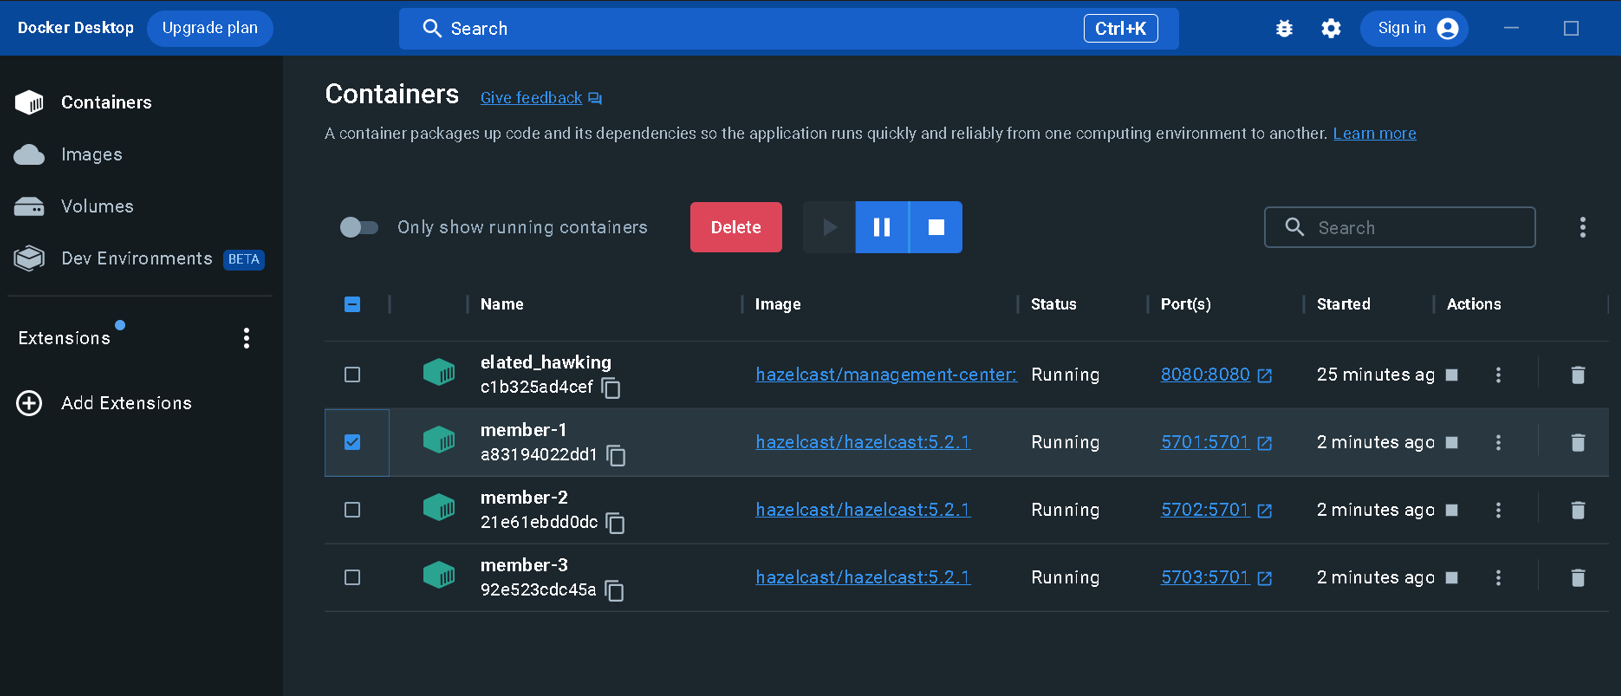 Docker Desktop Upgrade plan Search Ctrl+K Sign in
Containers
Images
Volumes
Dev Environments BETA
Extensions
Add Extensions
Containers Give feedback
A container packages up code and its dependencies so the application runs quickly and reliably from one computing environment to another. Learn more
Only show running containers Delete Search
Name Image Status Port(s) Started Actions
elated_hawking
c1b325ad4cef hazelcast/management-center: Running 8080:8080 25 minutes ag
member-1
a83194022dd1 hazelcast/hazelcast:5.2.1 Running 5701:5701 2 minutes ago
member-2
21e61ebdd0dc hazelcast/hazelcast:5.2.1 Running 5702:5701 2 minutes ago
member-3
92e523cdc45a hazelcast/hazelcast:5.2.1 Running 5703:5701 2 minutes ago